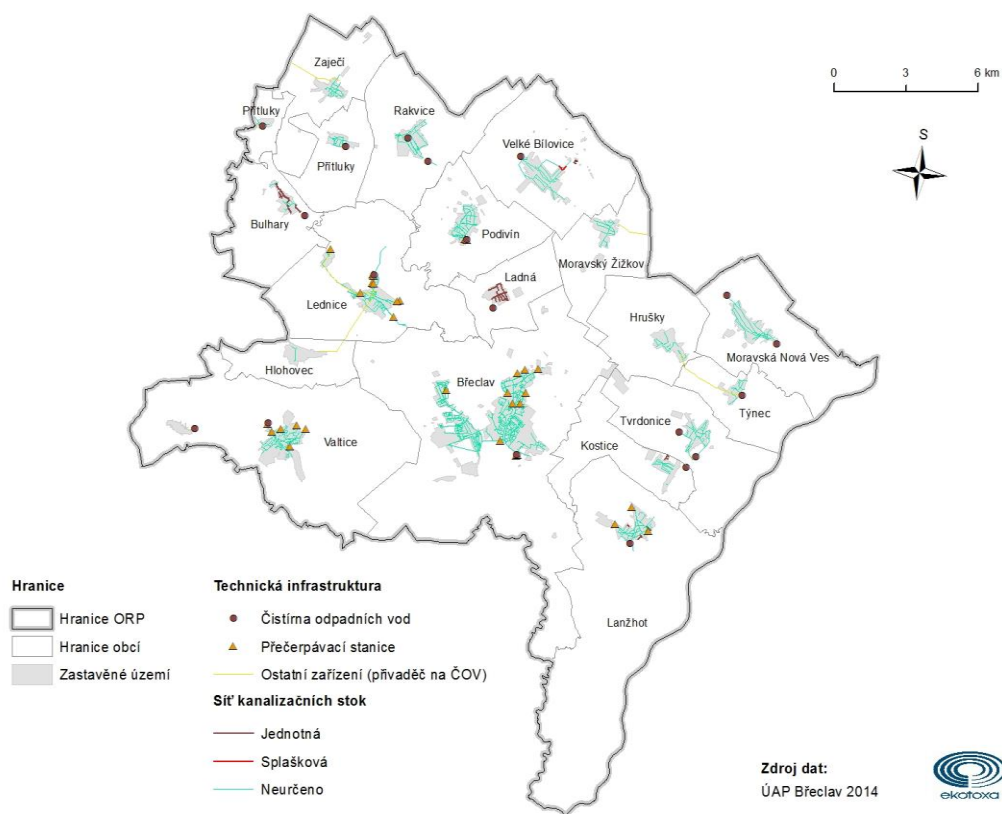 Zaječí
0 3 6 km
Přítluky
Rakvice
S
Velké Bílovice
Přítluky
Bulhary
Podivín
Moravský Žižkov
Ladná
Lednice
Hrušky
Moravská Nová Ves
Hlohovec
Břeclav
Týnec
Tvrdonice
Valtice
Kostice
Lanžhot
Hranice
Hranice ORP
Hranice obcí
Zastavěné území
Technická infrastruktura
Čistírna odpadních vod
Přečerpávací stanice
Ostatní zařízení (přivaděč na ČOV)
Síť kanalizačních stok
Jednotná
Splašková
Neurčeno
Zdroj dat:
ÚAP Břeclav 2014
ekotoxa